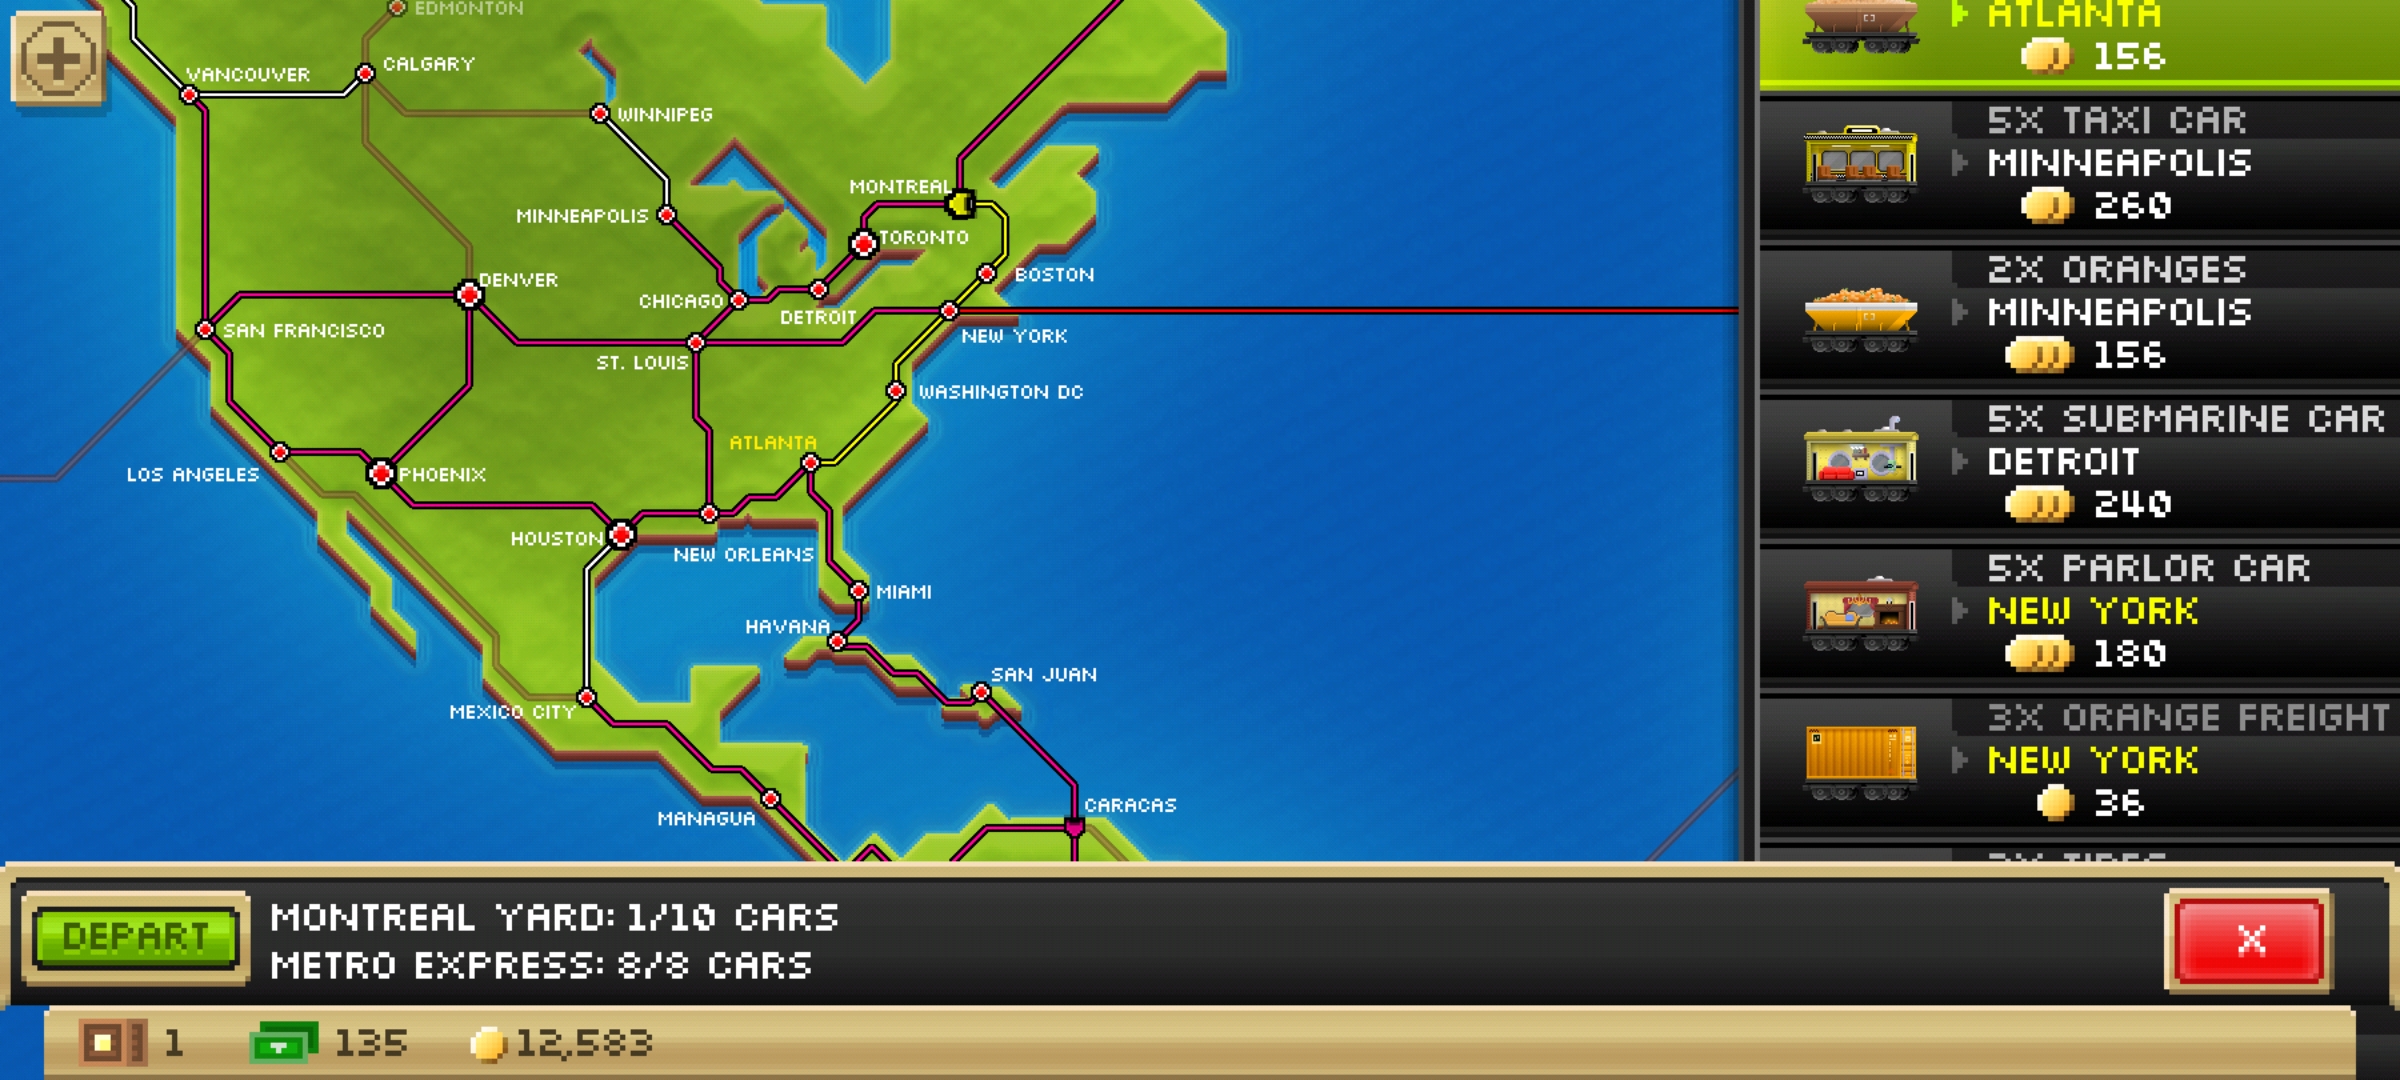 EDMONTON
CALGARY
VANCOUVER
WINNIPEG
MONTREAL
MINNEAPOLIS
TORONTO
DENVER
BOSTON
CHICAGO
DETROIT
SAN FRANCISCO
NEW YORK
ST. LOUIS
WASHINGTON DC
ATLANTA
LOS ANGELES
PHOENIX
HOUSTON
NEW ORLEANS
MIAMI
HAVANA
SAN JUAN
MEXICO CITY
CARACAS
MANAGUA
ATLANTA
156
5X TAXI CAR
MINNEAPOLIS
260
2X ORANGES
MINNEAPOLIS
156
5X SUBMARINE CAR
DETROIT
240
5X PARLOR CAR
NEW YORK
180
3X ORANGE FREIGHT
NEW YORK
36
DEPART
MONTREAL YARD: 1/10 CARS
METRO EXPRESS: 8/8 CARS
X
1
135
12,583